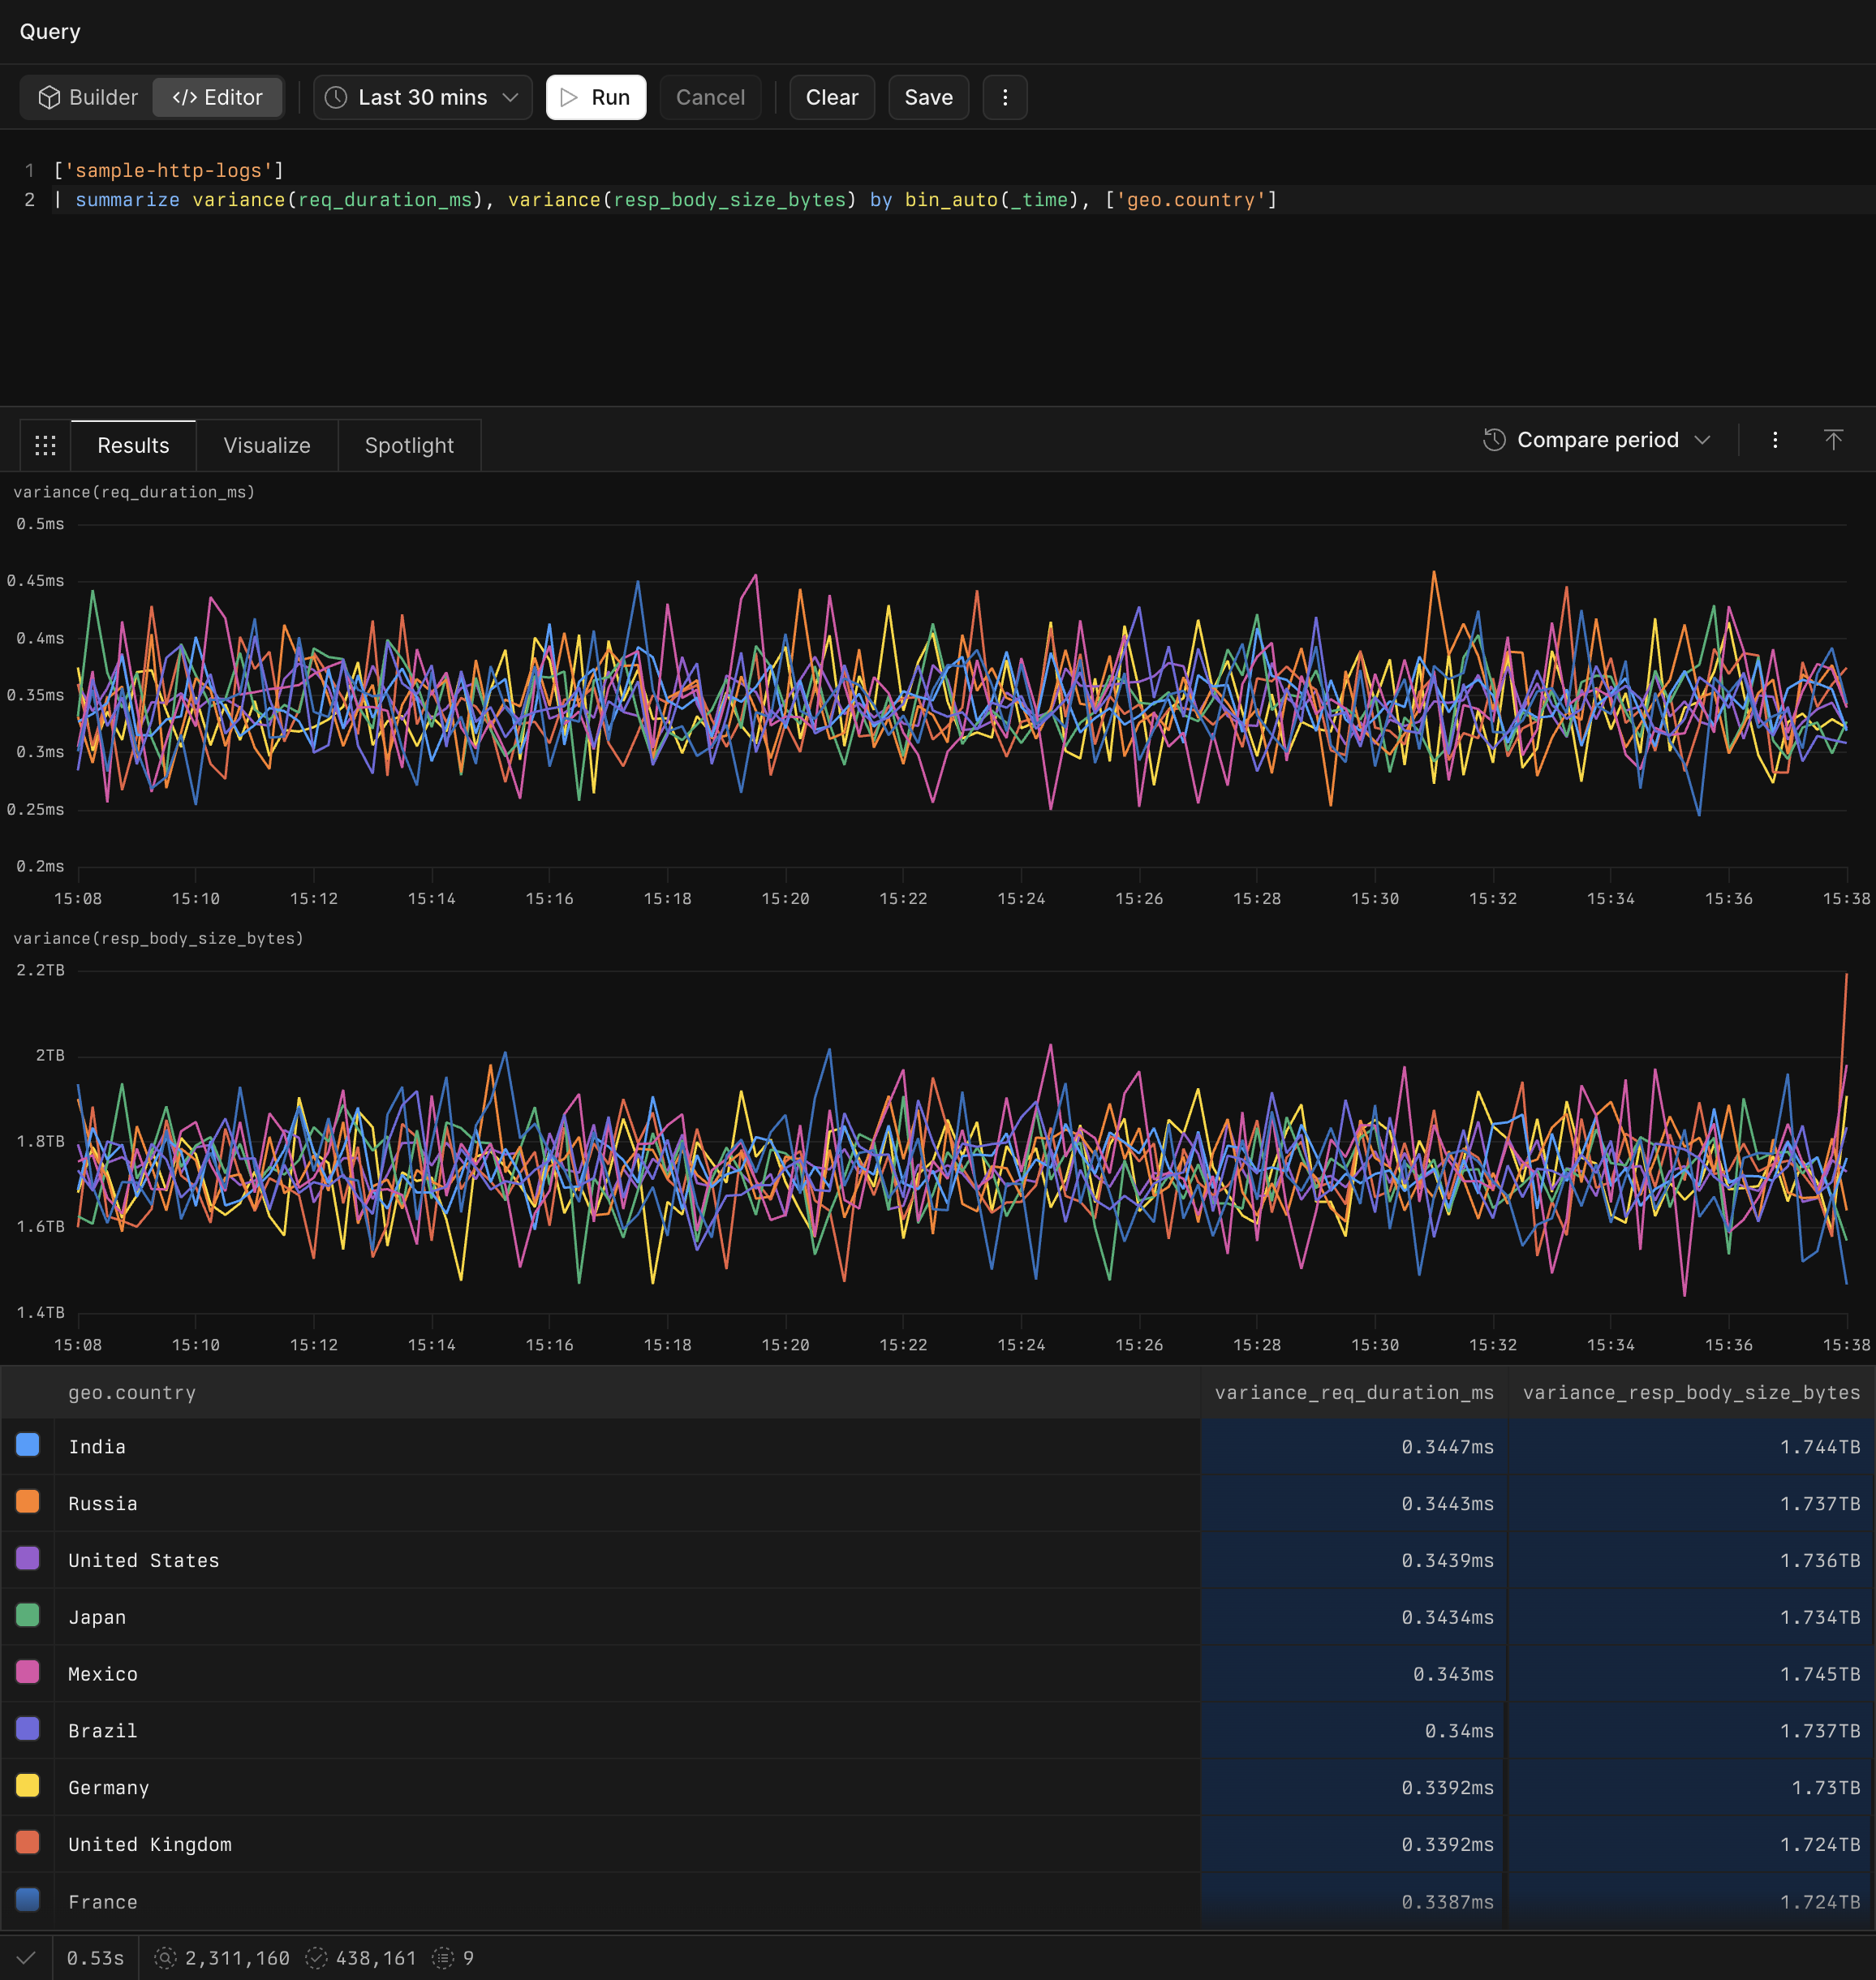 Query
Builder Editor Last 30 mins Run Cancel Clear Save
1 ['sample-http-logs']
2 | summarize variance(req_duration_ms), variance(resp_body_size_bytes) by bin_auto(_time), ['geo.country']
Results Visualize Spotlight Compare period
variance(req_duration_ms)
0.5ms
0.45ms
0.4ms
0.35ms
0.3ms
0.25ms
0.2ms
15:08 15:10 15:12 15:14 15:16 15:18 15:20 15:22 15:24 15:26 15:28 15:30 15:32 15:34 15:36 15:38
variance(resp_body_size_bytes)
2.2TB
2TB
1.8TB
1.6TB
1.4TB
15:08 15:10 15:12 15:14 15:16 15:18 15:20 15:22 15:24 15:26 15:28 15:30 15:32 15:34 15:36 15:38
geo.country variance_req_duration_ms variance_resp_body_size_bytes
India 0.3447ms 1.744TB
Russia 0.3443ms 1.737TB
United States 0.3439ms 1.736TB
Japan 0.3434ms 1.734TB
Mexico 0.343ms 1.745TB
Brazil 0.34ms 1.737TB
Germany 0.3392ms 1.73TB
United Kingdom 0.3392ms 1.724TB
France 0.3387ms 1.724TB
0.53s 2,311,160 438,161 9